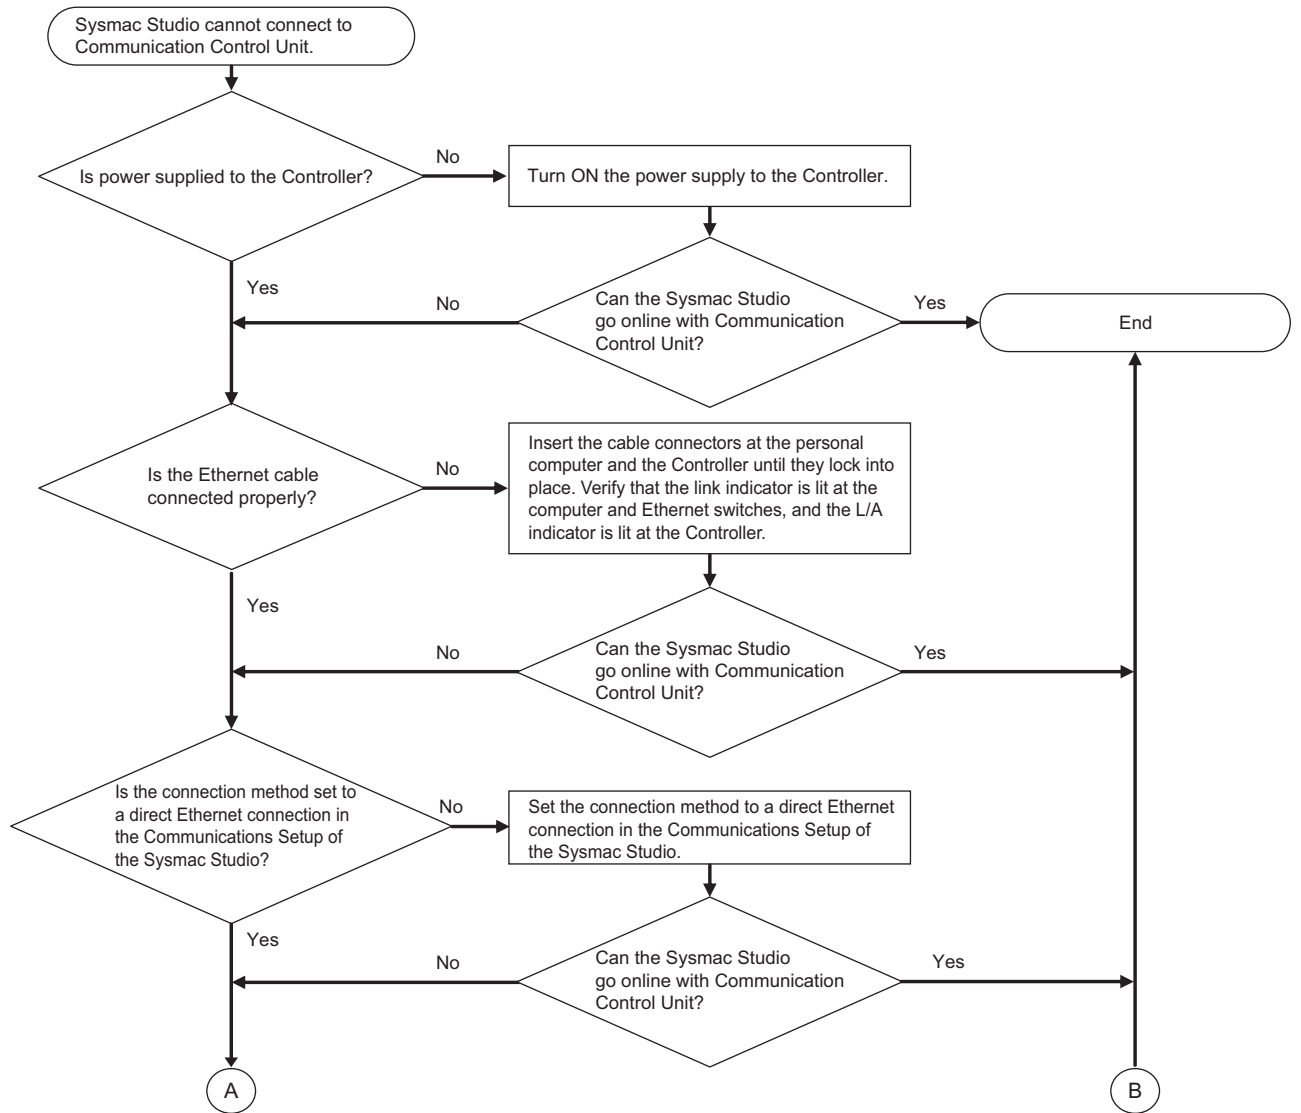 Sysmac Studio cannot connect to
Communication Control Unit.
Is power supplied to the Controller?
No
Turn ON the power supply to the Controller.
Yes
No
Can the Sysmac Studio
go online with Communication
Control Unit?
Yes
End
Is the Ethernet cable
connected properly?
No
Insert the cable connectors at the personal
computer and the Controller until they lock into
place. Verify that the link indicator is lit at the
computer and Ethernet switches, and the L/A
indicator is lit at the Controller.
Yes
No
Can the Sysmac Studio
go online with Communication
Control Unit?
Yes
Is the connection method set to
a direct Ethernet connection in
the Communications Setup of
the Sysmac Studio?
No
Set the connection method to a direct Ethernet
connection in the Communications Setup of
the Sysmac Studio.
Yes
No
Can the Sysmac Studio
go online with Communication
Control Unit?
Yes
A
B